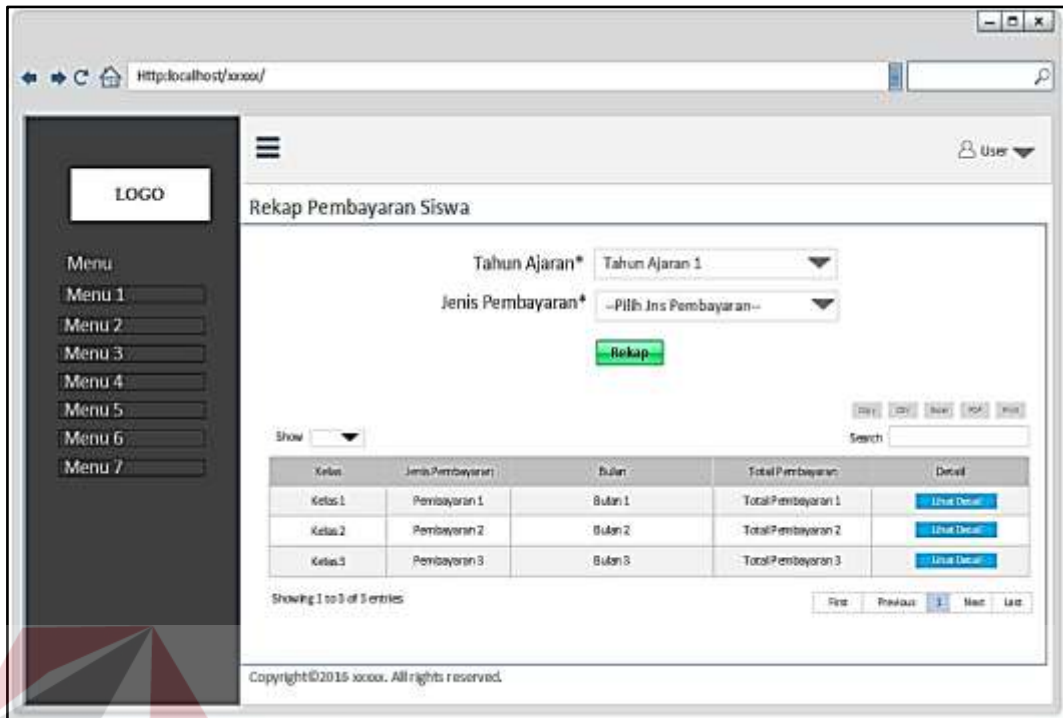 Http:localhost/xxxxx/
User
LOGO
Rekap Pembayaran Siswa
Menu
Menu 1
Menu 2
Menu 3
Menu 4
Menu 5
Menu 6
Menu 7
Tahun Ajaran* Tahun Ajaran 1
Jenis Pembayaran* --Pilih Jns Pembayaran--
Rekap
Copy CSV Excel PDF Print
Show Search
Kelas Jenis Pembayaran Bulan Total Pembayaran Detail
Kelas 1 Pembayaran 1 Bulan 1 Total Pembayaran 1 Lihat Detail
Kelas 2 Pembayaran 2 Bulan 2 Total Pembayaran 2 Lihat Detail
Kelas 3 Pembayaran 3 Bulan 3 Total Pembayaran 3 Lihat Detail
Showing 1 to 3 of 3 entries First Previous 1 Next Last
Copyright©2016 xxxxx. All rights reserved.